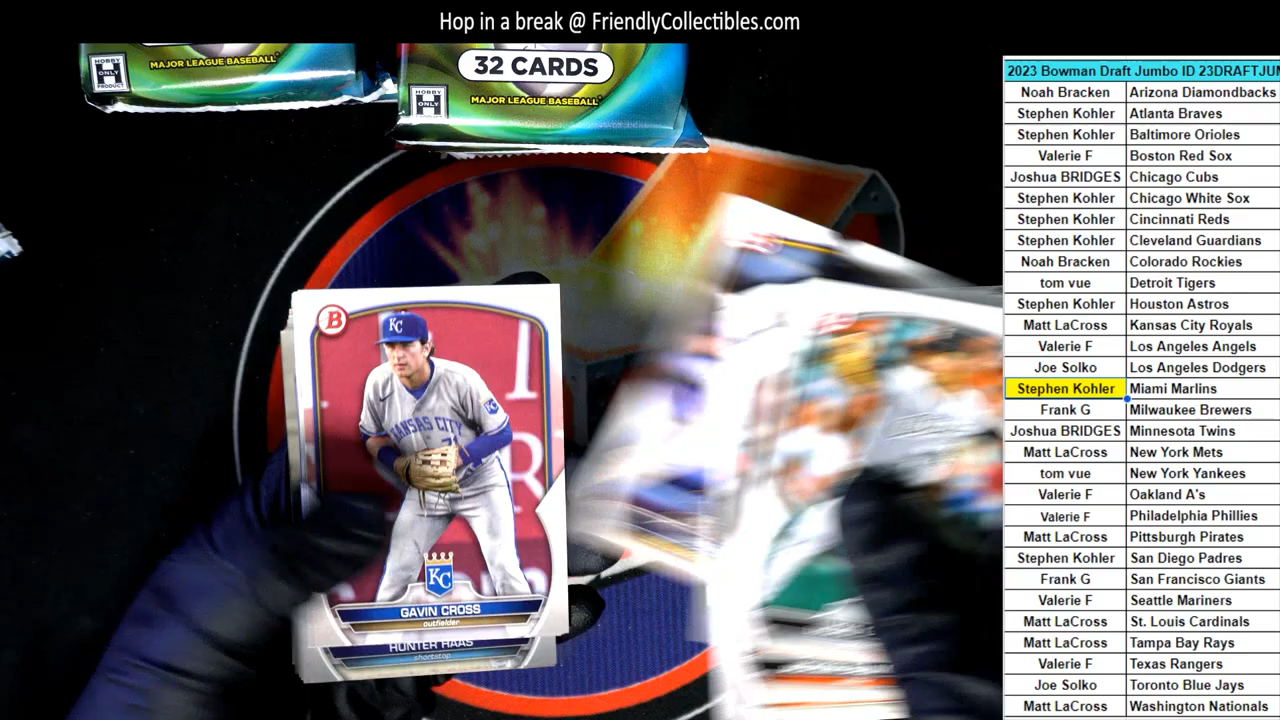 Hop in a break @ FriendlyCollectibles.com
H
HOBBY ONLY PRODUCT
MAJOR LEAGUE BASEBALL
32 CARDS
H
HOBBY ONLY
MAJOR LEAGUE BASEBALL
B
KC
KC
KANSAS CITY
KC
GAVIN CROSS
outfielder
HUNTER HAAS
shortstop
2023 Bowman Draft Jumbo ID 23DRAFTJUM
Noah Bracken Arizona Diamondbacks
Stephen Kohler Atlanta Braves
Stephen Kohler Baltimore Orioles
Valerie F Boston Red Sox
Joshua BRIDGES Chicago Cubs
Stephen Kohler Chicago White Sox
Stephen Kohler Cincinnati Reds
Stephen Kohler Cleveland Guardians
Noah Bracken Colorado Rockies
tom vue Detroit Tigers
Stephen Kohler Houston Astros
Matt LaCross Kansas City Royals
Valerie F Los Angeles Angels
Joe Solko Los Angeles Dodgers
Stephen Kohler Miami Marlins
Frank G Milwaukee Brewers
Joshua BRIDGES Minnesota Twins
Matt LaCross New York Mets
tom vue New York Yankees
Valerie F Oakland A's
Valerie F Philadelphia Phillies
Matt LaCross Pittsburgh Pirates
Stephen Kohler San Diego Padres
Frank G San Francisco Giants
Valerie F Seattle Mariners
Matt LaCross St. Louis Cardinals
Matt LaCross Tampa Bay Rays
Valerie F Texas Rangers
Joe Solko Toronto Blue Jays
Matt LaCross Washington Nationals